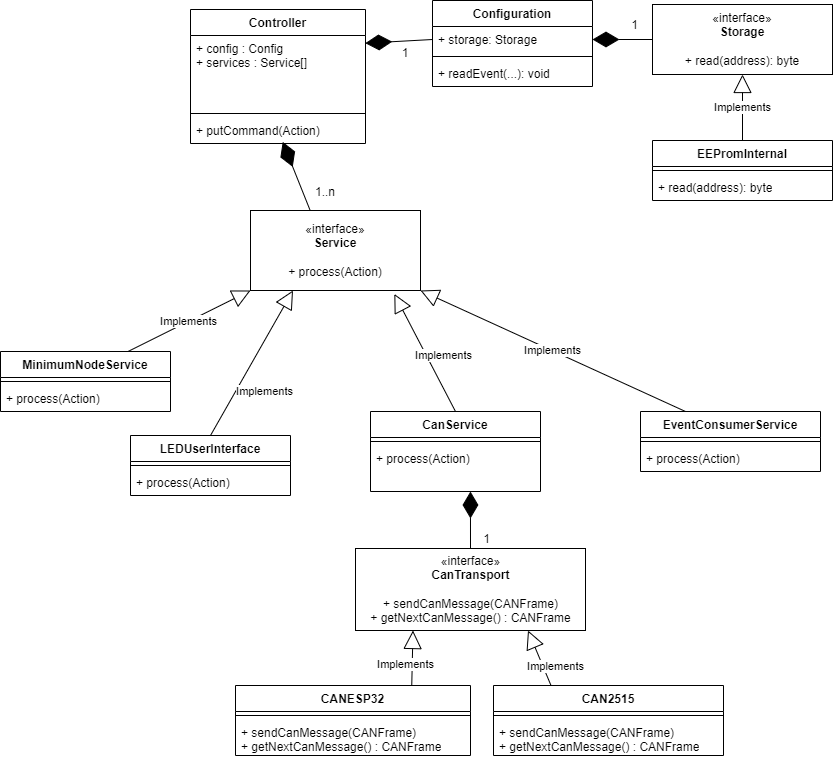 Controller
+ config : Config
+ services : Service[]
+ putCommand(Action)
1
Configuration
+ storage: Storage
+ readEvent(...): void
1
«interface»
Storage
+ read(address): byte
Implements
EEPromInternal
+ read(address): byte
1..n
«interface»
Service
+ process(Action)
Implements
Implements
Implements
Implements
MinimumNodeService
+ process(Action)
LEDUserInterface
+ process(Action)
CanService
+ process(Action)
EventConsumerService
+ process(Action)
1
«interface»
CanTransport
+ sendCanMessage(CANFrame)
+ getNextCanMessage() : CANFrame
Implements
Implements
CANESP32
+ sendCanMessage(CANFrame)
+ getNextCanMessage() : CANFrame
CAN2515
+ sendCanMessage(CANFrame)
+ getNextCanMessage() : CANFrame